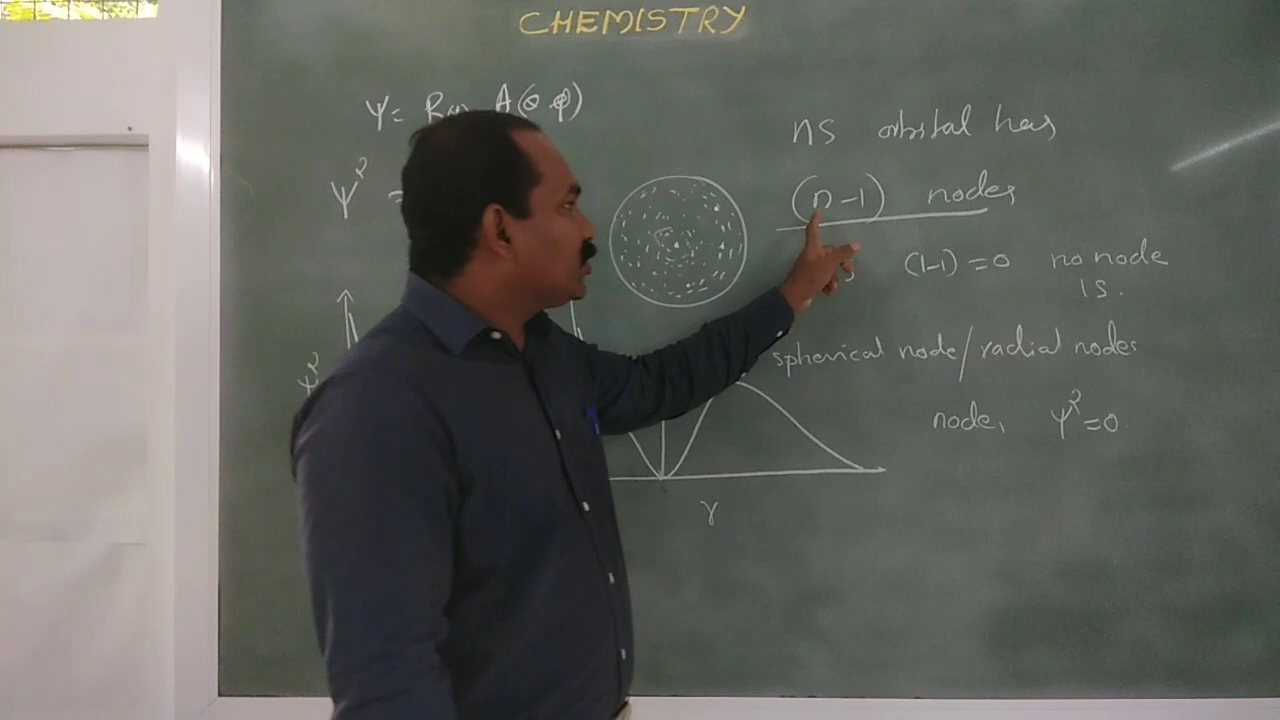 CHEMISTRY
Ψ = R(r) A(θ φ)
Ψ² =
ns orbital has
(n-1) nodes
(1-1) = 0 no node
1s.
spherical node/radial nodes
node, Ψ² = 0.
Ψ²
r